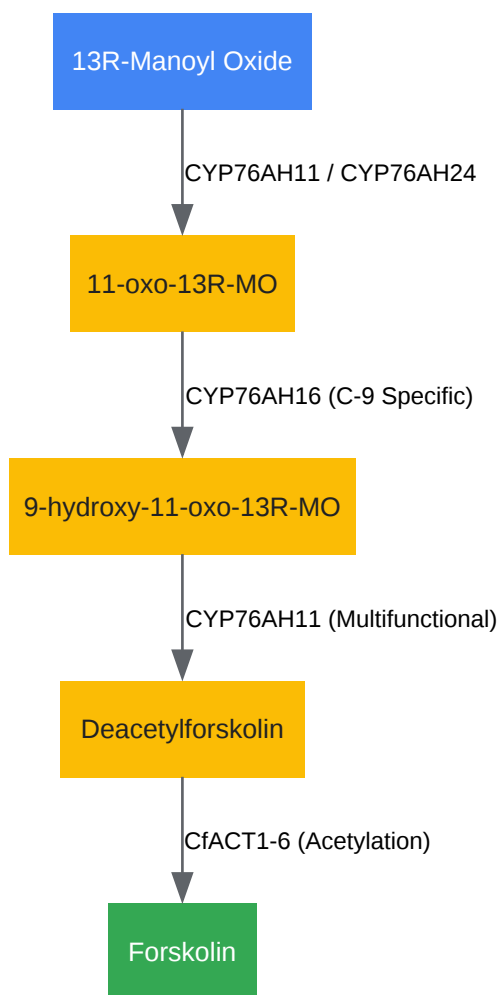 13R-Manoyl Oxide
CYP76AH11 / CYP76AH24
11-oxo-13R-MO
CYP76AH16 (C-9 Specific)
9-hydroxy-11-oxo-13R-MO
CYP76AH11 (Multifunctional)
Deacetylforskolin
CfACT1-6 (Acetylation)
Forskolin